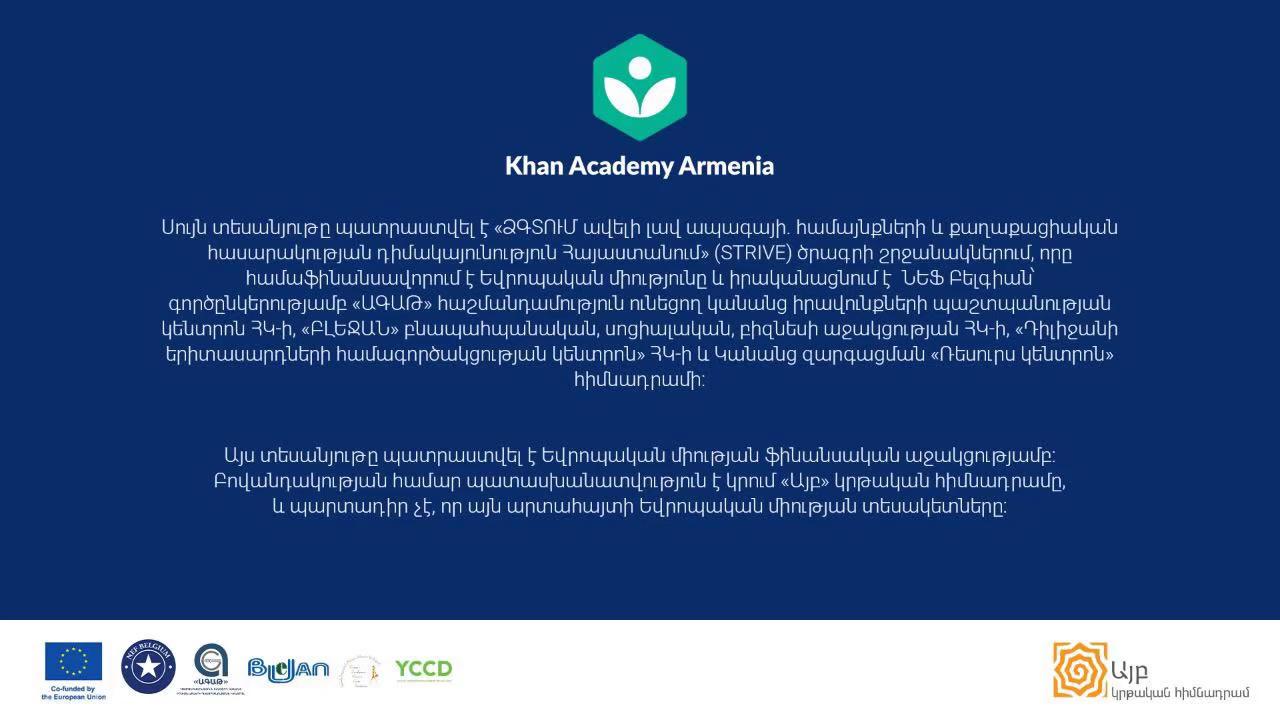 Khan Academy Armenia
Սույն տեսանյութը պատրաստվել է «ՁԳՏՈՒՄ ավելի լավ ապագայի. համայնքների և քաղաքացիական
հասարակության դիմակայունություն Հայաստանում» (STRIVE) ծրագրի շրջանակներում, որը
համաֆինանսավորում է Եվրոպական միությունը և իրականացնում է ՆԵՖ Բելգիան՝
գործընկերությամբ «ԱԳԱԹ» հաշմանդամություն ունեցող կանանց իրավունքների պաշտպանության
կենտրոն ՀԿ-ի, «ԲԼԵՋԱՆ» բնապահպանական, սոցիալական, բիզնեսի աջակցության ՀԿ-ի, «Դիլիջանի
երիտասարդների համագործակցության կենտրոն» ՀԿ-ի և Կանանց զարգացման «Ռեսուրս կենտրոն»
հիմնադրամի:
Այս տեսանյութը պատրաստվել է Եվրոպական միության ֆինանսական աջակցությամբ:
Բովանդակության համար պատասխանատվություն է կրում «Այբ» կրթական հիմնադրամը,
և պարտադիր չէ, որ այն արտահայտի Եվրոպական միության տեսակետները:
Co-funded by
the European Union
NEF BELGIUM
«ԱԳԱԹ»
BleJAN
YCCD
Այբ
կրթական հիմնադրամ